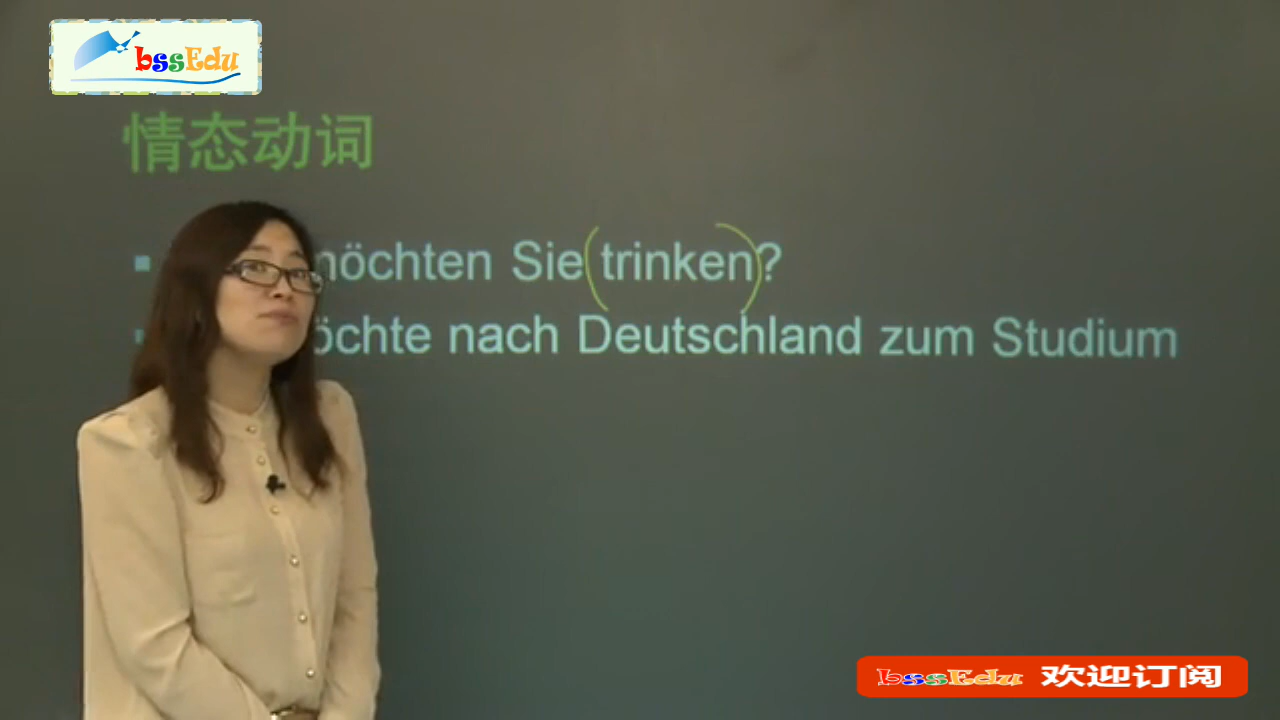 bssEdu
情态动词
möchten Sie (trinken)?
öchte nach Deutschland zum Studium
bssEdu 欢迎订阅